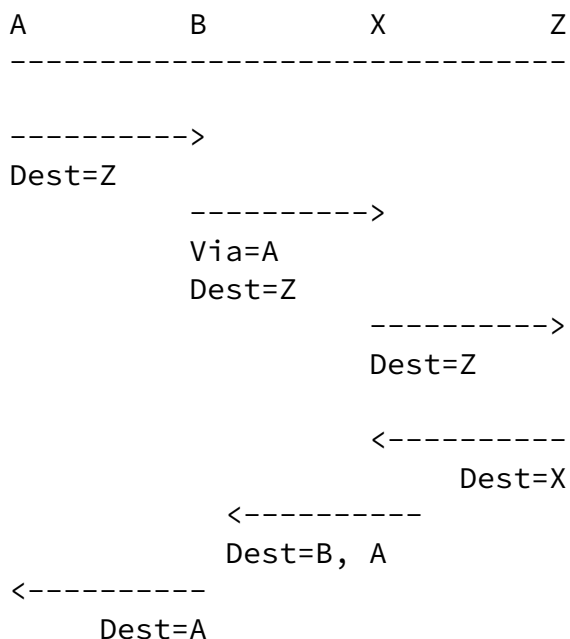 A         B         X         Z
-------------------------------
---------->
Dest=Z
          ---------->
          Via=A
          Dest=Z
                    ---------->
                    Dest=Z
                    <----------
                         Dest=X
            <----------
            Dest=B, A
<----------
     Dest=A